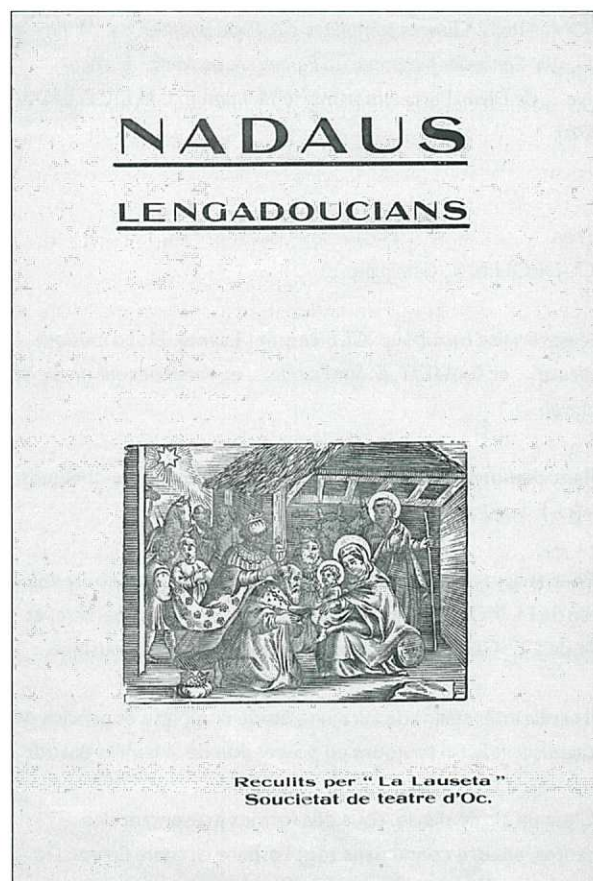 NADAUS
LENGADOUCIANS
Reculits per " La Lauseta "
Soucietat de teatre d'Oc.